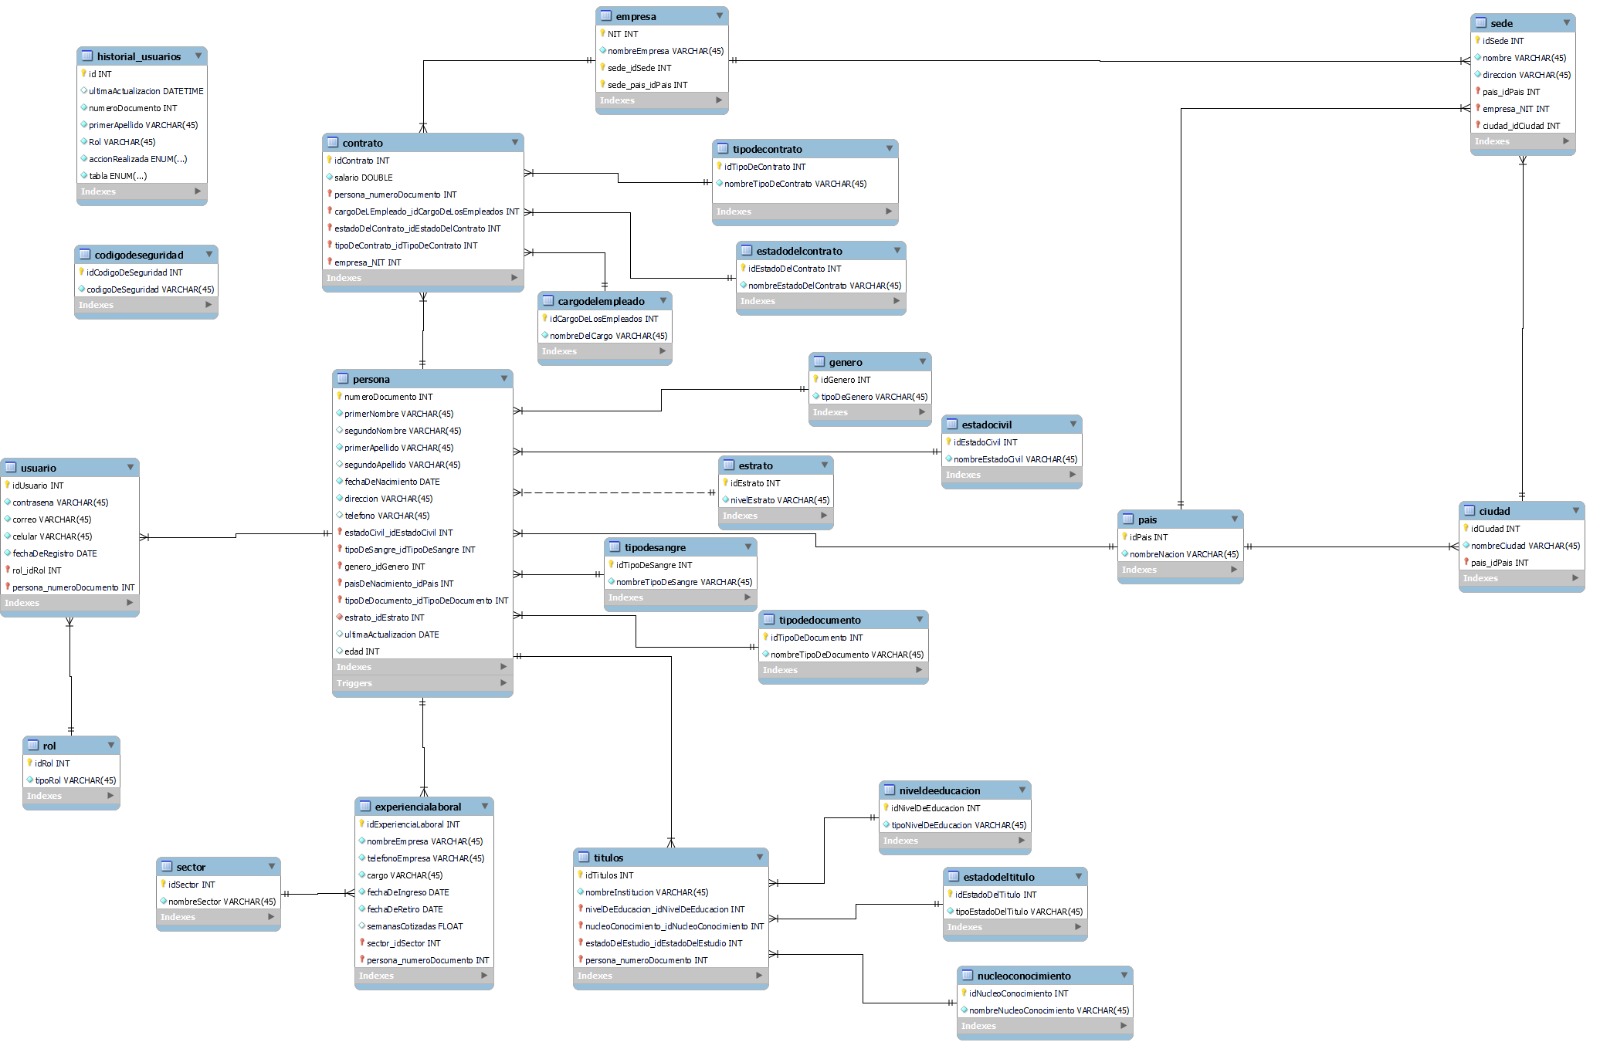 empresa
NIT INT
nombreEmpresa VARCHAR(45)
sede_idSede INT
sede_pais_idPais INT
Indexes
sede
idSede INT
nombre VARCHAR(45)
direccion VARCHAR(45)
pais_idPais INT
empresa_NIT INT
ciudad_idCiudad INT
Indexes
historial_usuarios
id INT
ultimaActualizacion DATETIME
numeroDocumento INT
primerApellido VARCHAR(45)
Rol VARCHAR(45)
accionRealizada ENUM(...)
tabla ENUM(...)
Indexes
contrato
idContrato INT
salario DOUBLE
persona_numeroDocumento INT
cargoDeLEmpleado_idCargoDeLosEmpleados INT
estadoDelContrato_idEstadoDelContrato INT
tipoDeContrato_idTipoDeContrato INT
empresa_NIT INT
Indexes
tipodecontrato
idTipoDeContrato INT
nombreTipoDeContrato VARCHAR(45)
Indexes
codigodeseguridad
idCodigoDeSeguridad INT
codigoDeSeguridad VARCHAR(45)
Indexes
estadodelcontrato
idEstadoDelContrato INT
nombreEstadoDelContrato VARCHAR(45)
Indexes
cargodelempleado
idCargoDeLosEmpleados INT
nombreDelCargo VARCHAR(45)
Indexes
genero
idGenero INT
tipoDeGenero VARCHAR(45)
Indexes
persona
numeroDocumento INT
primerNombre VARCHAR(45)
segundoNombre VARCHAR(45)
primerApellido VARCHAR(45)
segundoApellido VARCHAR(45)
fechaDeNacimiento DATE
direccion VARCHAR(45)
telefono VARCHAR(45)
estadoCivil_idEstadoCivil INT
tipoDeSangre_idTipoDeSangre INT
genero_idGenero INT
paisDeNacimiento_idPais INT
tipoDeDocumento_idTipoDeDocumento INT
estrato_idEstrato INT
ultimaActualizacion DATE
edad INT
Indexes
Triggers
estadocivil
idEstadoCivil INT
nombreEstadoCivil VARCHAR(45)
Indexes
usuario
idUsuario INT
contrasena VARCHAR(45)
correo VARCHAR(45)
celular VARCHAR(45)
fechaDeRegistro DATE
rol_idRol INT
persona_numeroDocumento INT
Indexes
estrato
idEstrato INT
nivelEstrato VARCHAR(45)
Indexes
pais
idPais INT
nombreNacion VARCHAR(45)
Indexes
ciudad
idCiudad INT
nombreCiudad VARCHAR(45)
pais_idPais INT
Indexes
tipodesangre
idTipoDeSangre INT
nombreTipoDeSangre VARCHAR(45)
Indexes
tipodedocumento
idTipoDeDocumento INT
nombreTipoDeDocumento VARCHAR(45)
Indexes
rol
idRol INT
tipoRol VARCHAR(45)
Indexes
experiencialaboral
idExperienciaLaboral INT
nombreEmpresa VARCHAR(45)
telefonoEmpresa VARCHAR(45)
cargo VARCHAR(45)
fechaDeIngreso DATE
fechaDeRetiro DATE
semanasCotizadas FLOAT
sector_idSector INT
persona_numeroDocumento INT
Indexes
sector
idSector INT
nombreSector VARCHAR(45)
Indexes
titulos
idTitulos INT
nombreInstitucion VARCHAR(45)
nivelDeEducacion_idNivelDeEducacion INT
nucleoConocimiento_idNucleoConocimiento INT
estadoDelEstudio_idEstadoDelEstudio INT
persona_numeroDocumento INT
Indexes
niveldeeducacion
idNivelDeEducacion INT
tipoNivelDeEducacion VARCHAR(45)
Indexes
estadodeltitulo
idEstadoDelTitulo INT
tipoEstadoDelTitulo VARCHAR(45)
Indexes
nucleoconocimiento
idNucleoConocimiento INT
nombreNucleoConocimiento VARCHAR(45)
Indexes